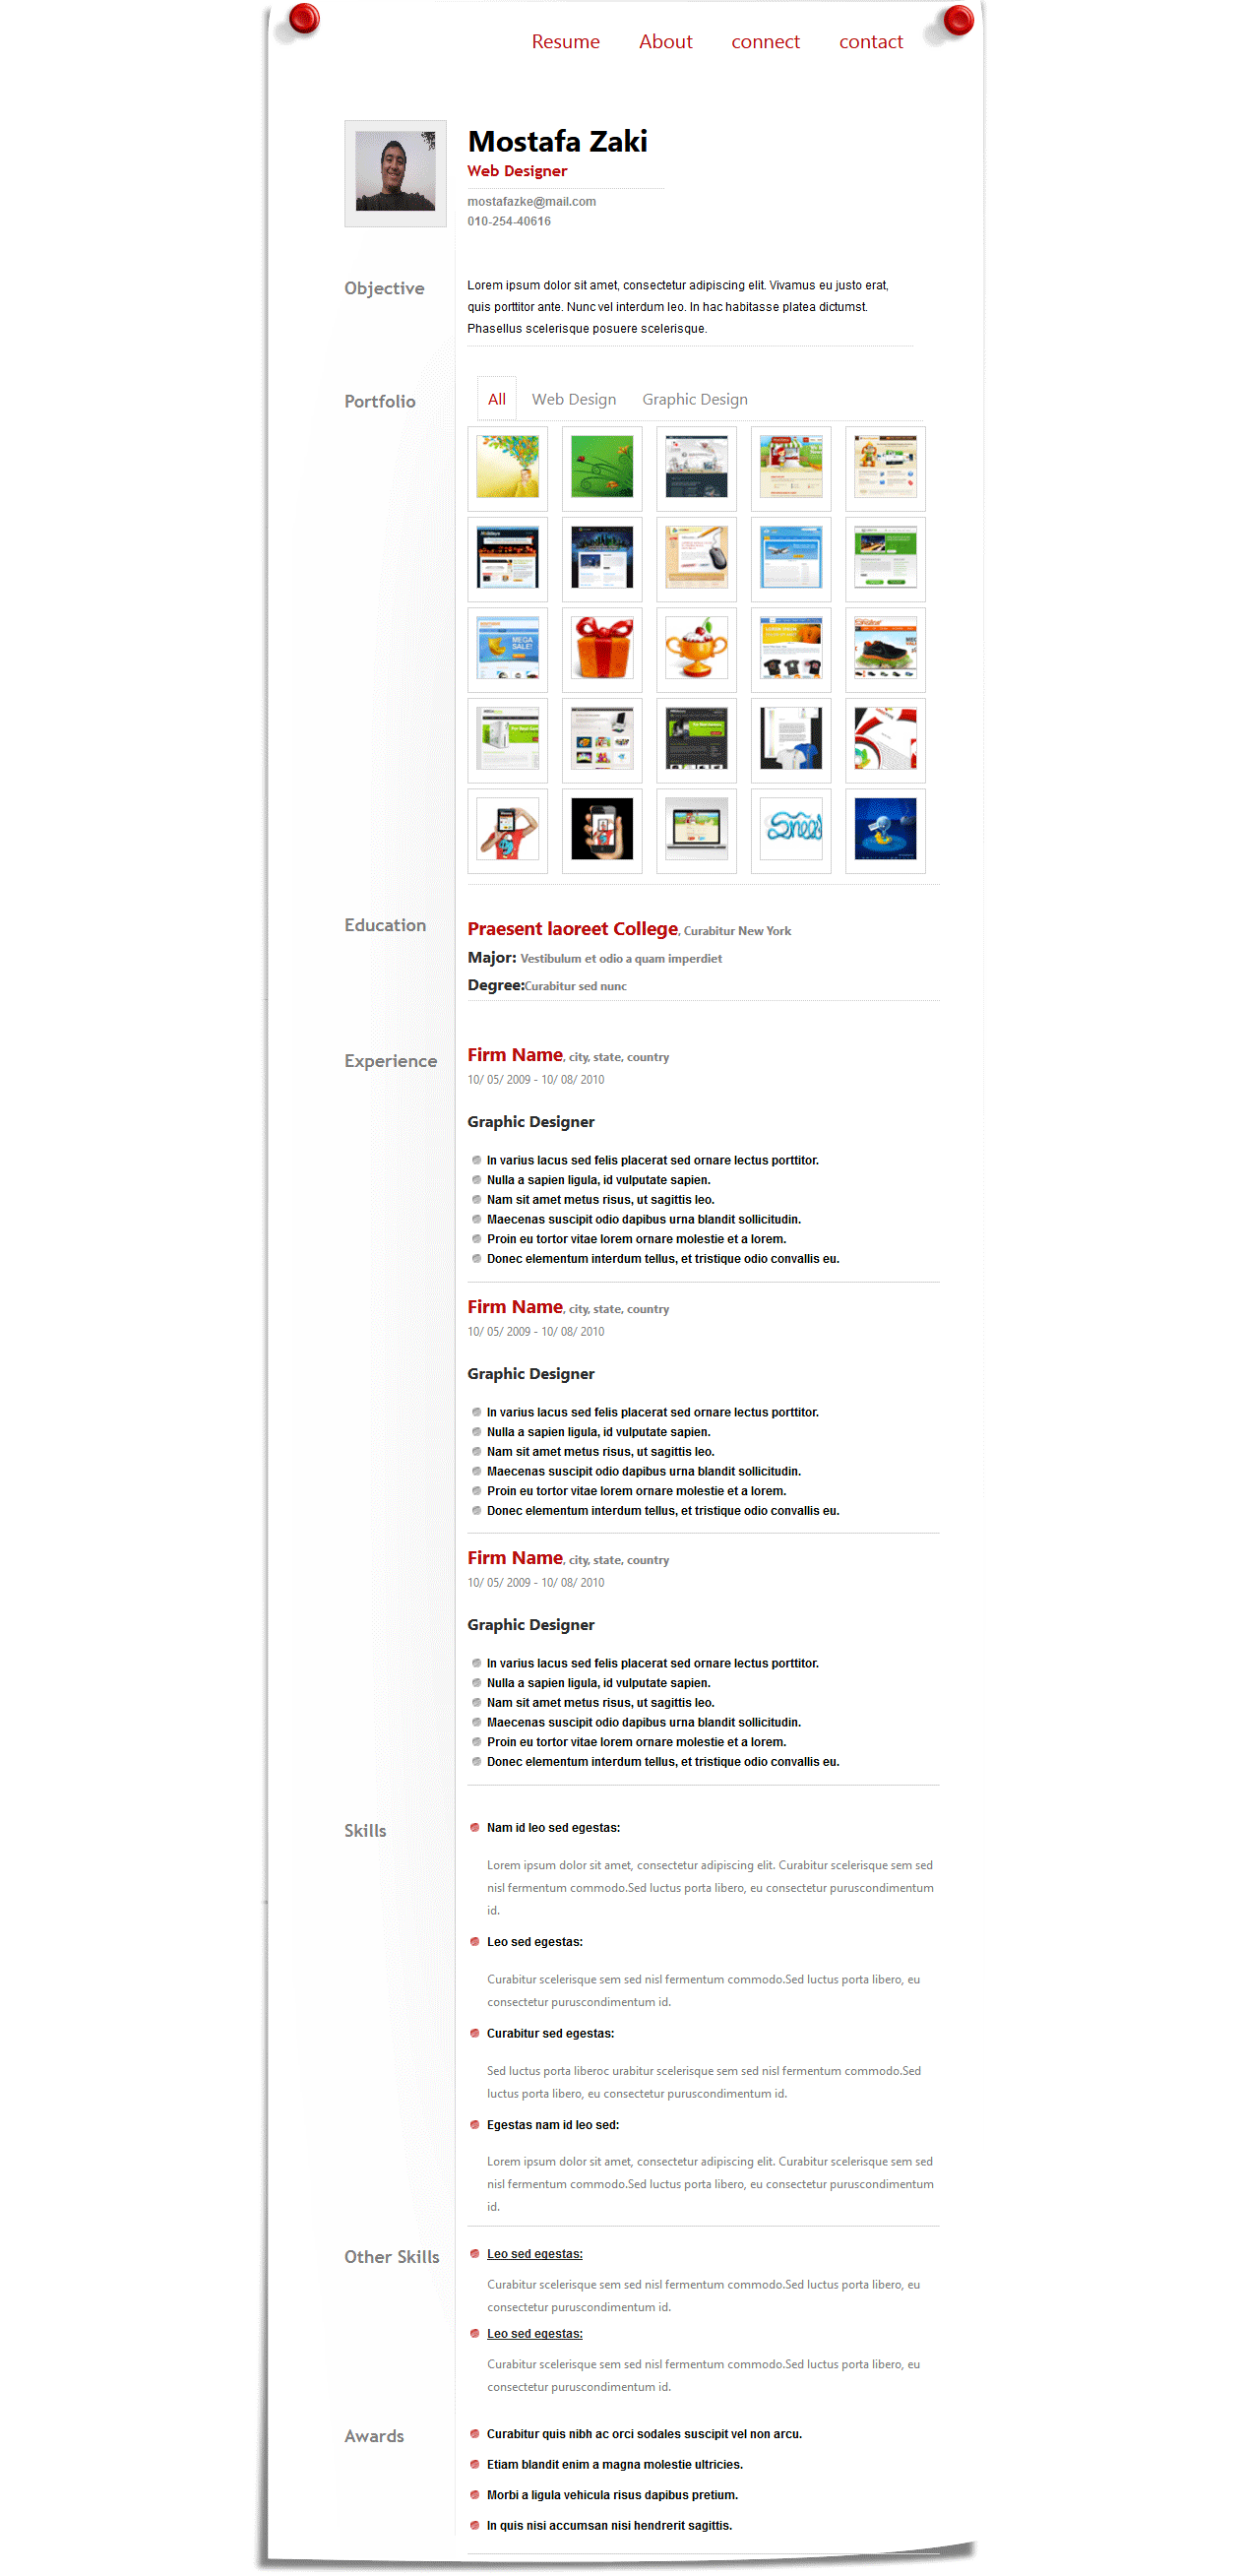 Resume About connect contact
Mostafa Zaki
Web Designer
mostafazke@mail.com
010-254-40616
Objective
Lorem ipsum dolor sit amet, consectetur adipiscing elit. Vivamus eu justo erat,
quis porttitor ante. Nunc vel interdum leo. In hac habitasse platea dictumst.
Phasellus scelerisque posuere scelerisque.
Portfolio
All Web Design Graphic Design
MEGA
SALE!
Education
Praesent laoreet College, Curabitur New York
Major: Vestibulum et odio a quam imperdiet
Degree:Curabitur sed nunc
Experience
Firm Name, city, state, country
10/ 05/ 2009 - 10/ 08/ 2010
Graphic Designer
In varius lacus sed felis placerat sed ornare lectus porttitor.
Nulla a sapien ligula, id vulputate sapien.
Nam sit amet metus risus, ut sagittis leo.
Maecenas suscipit odio dapibus urna blandit sollicitudin.
Proin eu tortor vitae lorem ornare molestie et a lorem.
Donec elementum interdum tellus, et tristique odio convallis eu.
Firm Name, city, state, country
10/ 05/ 2009 - 10/ 08/ 2010
Graphic Designer
In varius lacus sed felis placerat sed ornare lectus porttitor.
Nulla a sapien ligula, id vulputate sapien.
Nam sit amet metus risus, ut sagittis leo.
Maecenas suscipit odio dapibus urna blandit sollicitudin.
Proin eu tortor vitae lorem ornare molestie et a lorem.
Donec elementum interdum tellus, et tristique odio convallis eu.
Firm Name, city, state, country
10/ 05/ 2009 - 10/ 08/ 2010
Graphic Designer
In varius lacus sed felis placerat sed ornare lectus porttitor.
Nulla a sapien ligula, id vulputate sapien.
Nam sit amet metus risus, ut sagittis leo.
Maecenas suscipit odio dapibus urna blandit sollicitudin.
Proin eu tortor vitae lorem ornare molestie et a lorem.
Donec elementum interdum tellus, et tristique odio convallis eu.
Skills
Nam id leo sed egestas:
Lorem ipsum dolor sit amet, consectetur adipiscing elit. Curabitur scelerisque sem sed
nisl fermentum commodo.Sed luctus porta libero, eu consectetur puruscondimentum
id.
Leo sed egestas:
Curabitur scelerisque sem sed nisl fermentum commodo.Sed luctus porta libero, eu
consectetur puruscondimentum id.
Curabitur sed egestas:
Sed luctus porta liberoc urabitur scelerisque sem sed nisl fermentum commodo.Sed
luctus porta libero, eu consectetur puruscondimentum id.
Egestas nam id leo sed:
Lorem ipsum dolor sit amet, consectetur adipiscing elit. Curabitur scelerisque sem sed
nisl fermentum commodo.Sed luctus porta libero, eu consectetur puruscondimentum
id.
Other Skills
Leo sed egestas:
Curabitur scelerisque sem sed nisl fermentum commodo.Sed luctus porta libero, eu
consectetur puruscondimentum id.
Leo sed egestas:
Curabitur scelerisque sem sed nisl fermentum commodo.Sed luctus porta libero, eu
consectetur puruscondimentum id.
Awards
Curabitur quis nibh ac orci sodales suscipit vel non arcu.
Etiam blandit enim a magna molestie ultricies.
Morbi a ligula vehicula risus dapibus pretium.
In quis nisi accumsan nisi hendrerit sagittis.